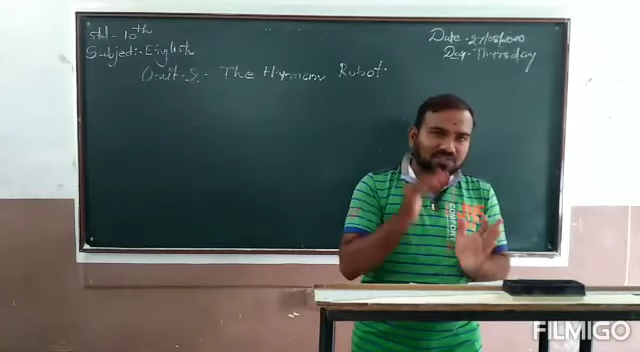 std - 10th
Subject:- English
Unit-2- The Human Robot.
Date- 27/08/2020
Day- Thursday
COMFORT
FILMIGO